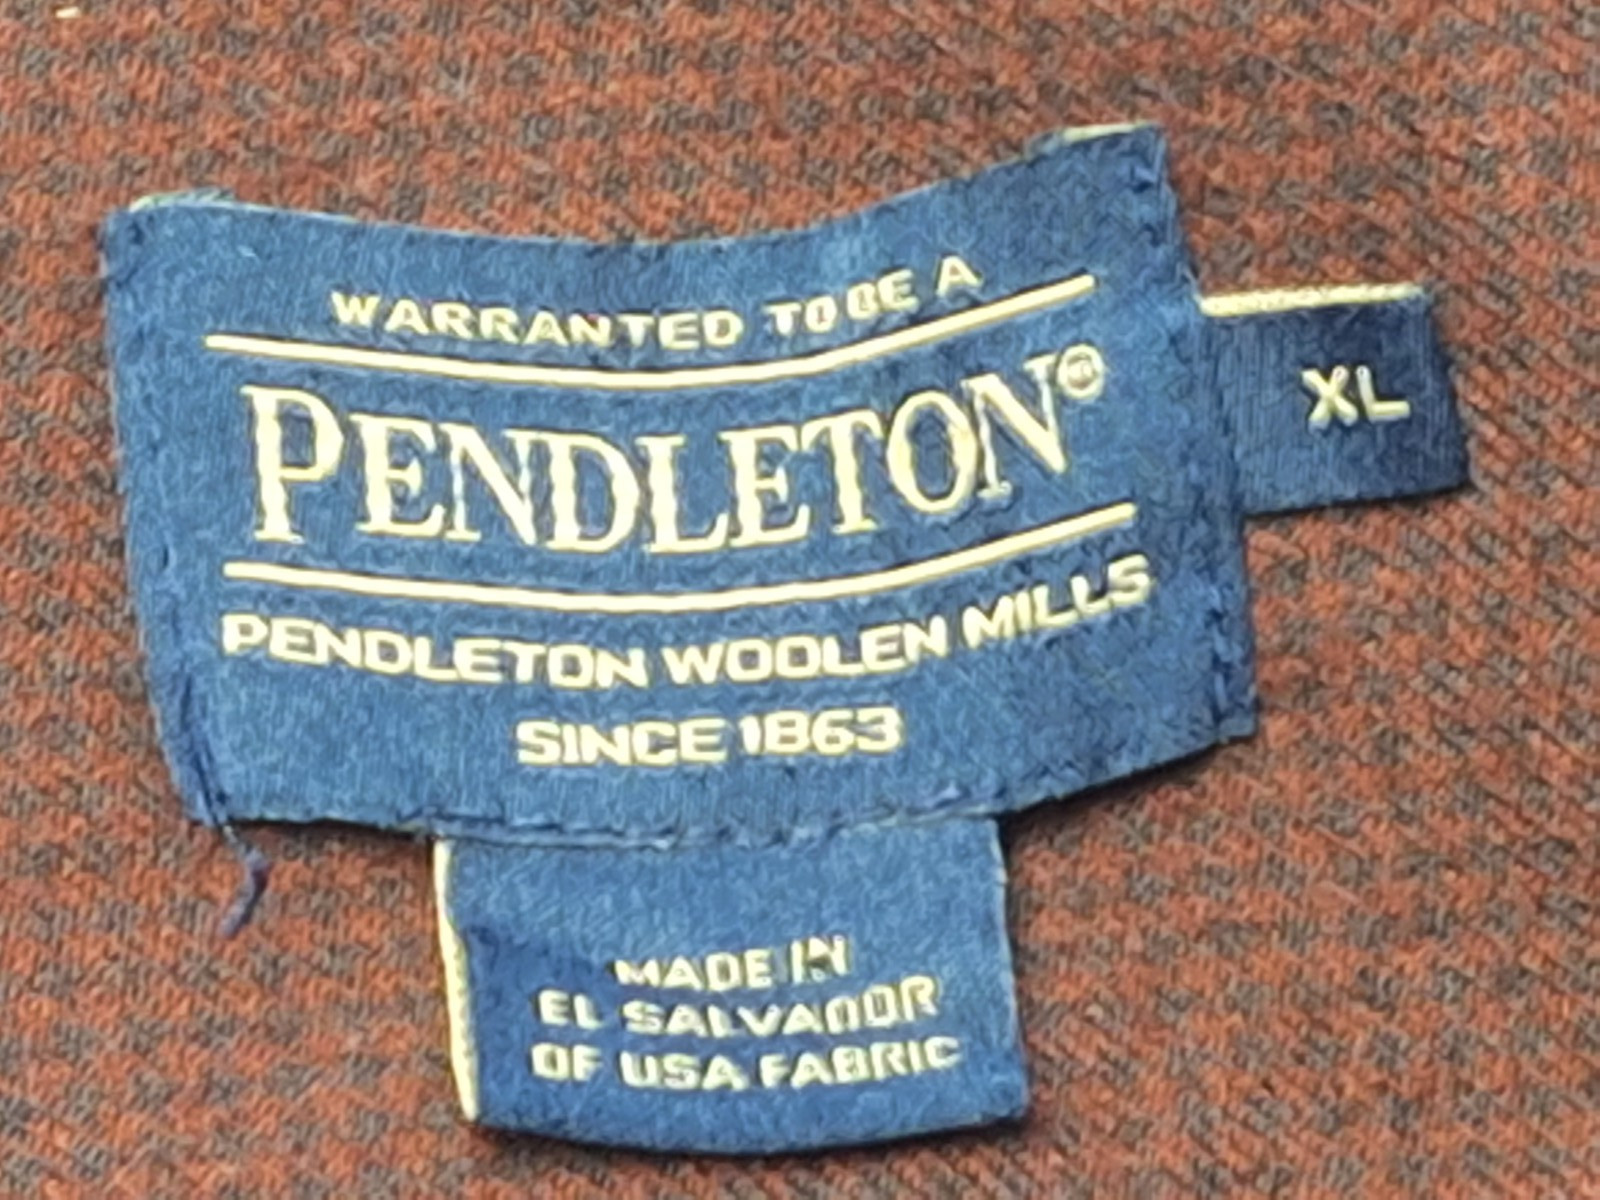 WARRANTED TO BE A
PENDLETON®
XL
PENDLETON WOOLEN MILLS
SINCE 1863
MADE IN
EL SALVADOR
OF USA FABRIC